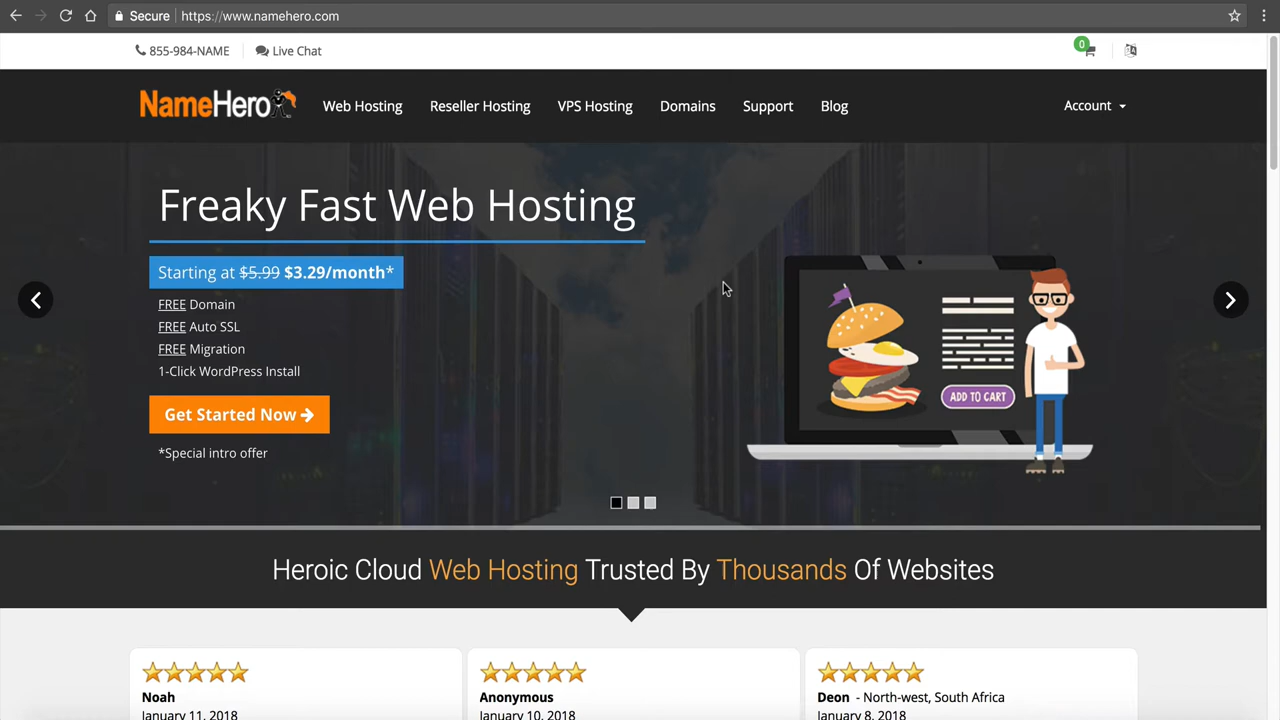 Secure https://www.namehero.com
855-984-NAME Live Chat 0
NameHero Web Hosting Reseller Hosting VPS Hosting Domains Support Blog Account
Freaky Fast Web Hosting
Starting at $5.99 $3.29/month*
FREE Domain
FREE Auto SSL
FREE Migration
1-Click WordPress Install
Get Started Now
*Special intro offer
ADD TO CART
Heroic Cloud Web Hosting Trusted By Thousands Of Websites
Noah
January 11, 2018
Anonymous
January 10, 2018
Deon - North-west, South Africa
January 8, 2018